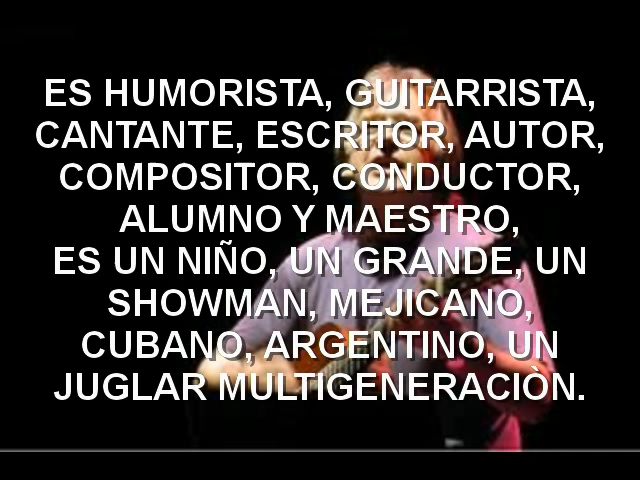 ES HUMORISTA, GUITARRISTA,
CANTANTE, ESCRITOR, AUTOR,
COMPOSITOR, CONDUCTOR,
ALUMNO Y MAESTRO,
ES UN NIÑO, UN GRANDE, UN
SHOWMAN, MEJICANO,
CUBANO, ARGENTINO, UN
JUGLAR MULTIGENERACIÒN.